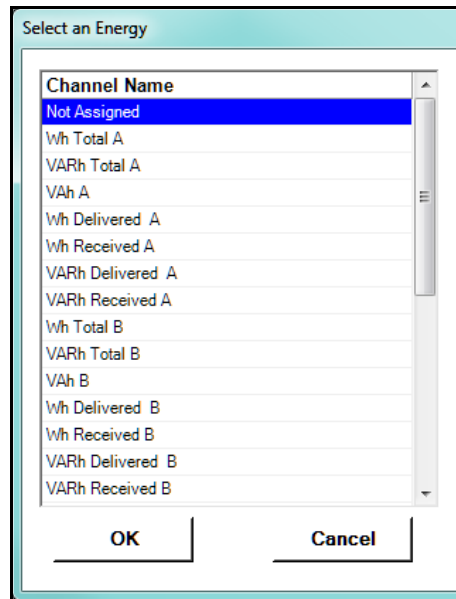 Select an Energy
Channel Name
Not Assigned
Wh Total A
VARh Total A
VAh A
Wh Delivered  A
Wh Received A
VARh Delivered  A
VARh Received A
Wh Total B
VARh Total B
VAh B
Wh Delivered  B
Wh Received B
VARh Delivered  B
VARh Received B
OK Cancel